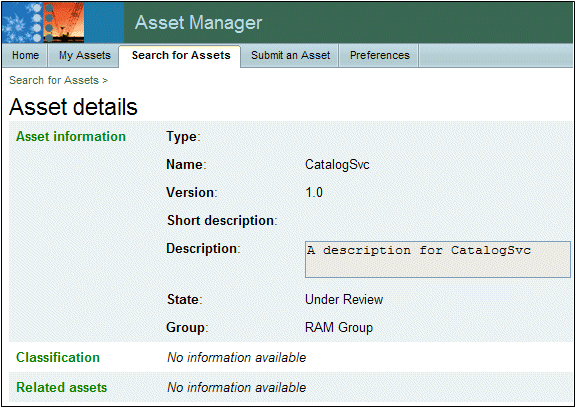 Asset Manager
Home My Assets Search for Assets Submit an Asset Preferences
Search for Assets >
Asset details
Asset information Type:
Name: CatalogSvc
Version: 1.0
Short description:
Description: A description for CatalogSvc
State: Under Review
Group: RAM Group
Classification No information available
Related assets No information available